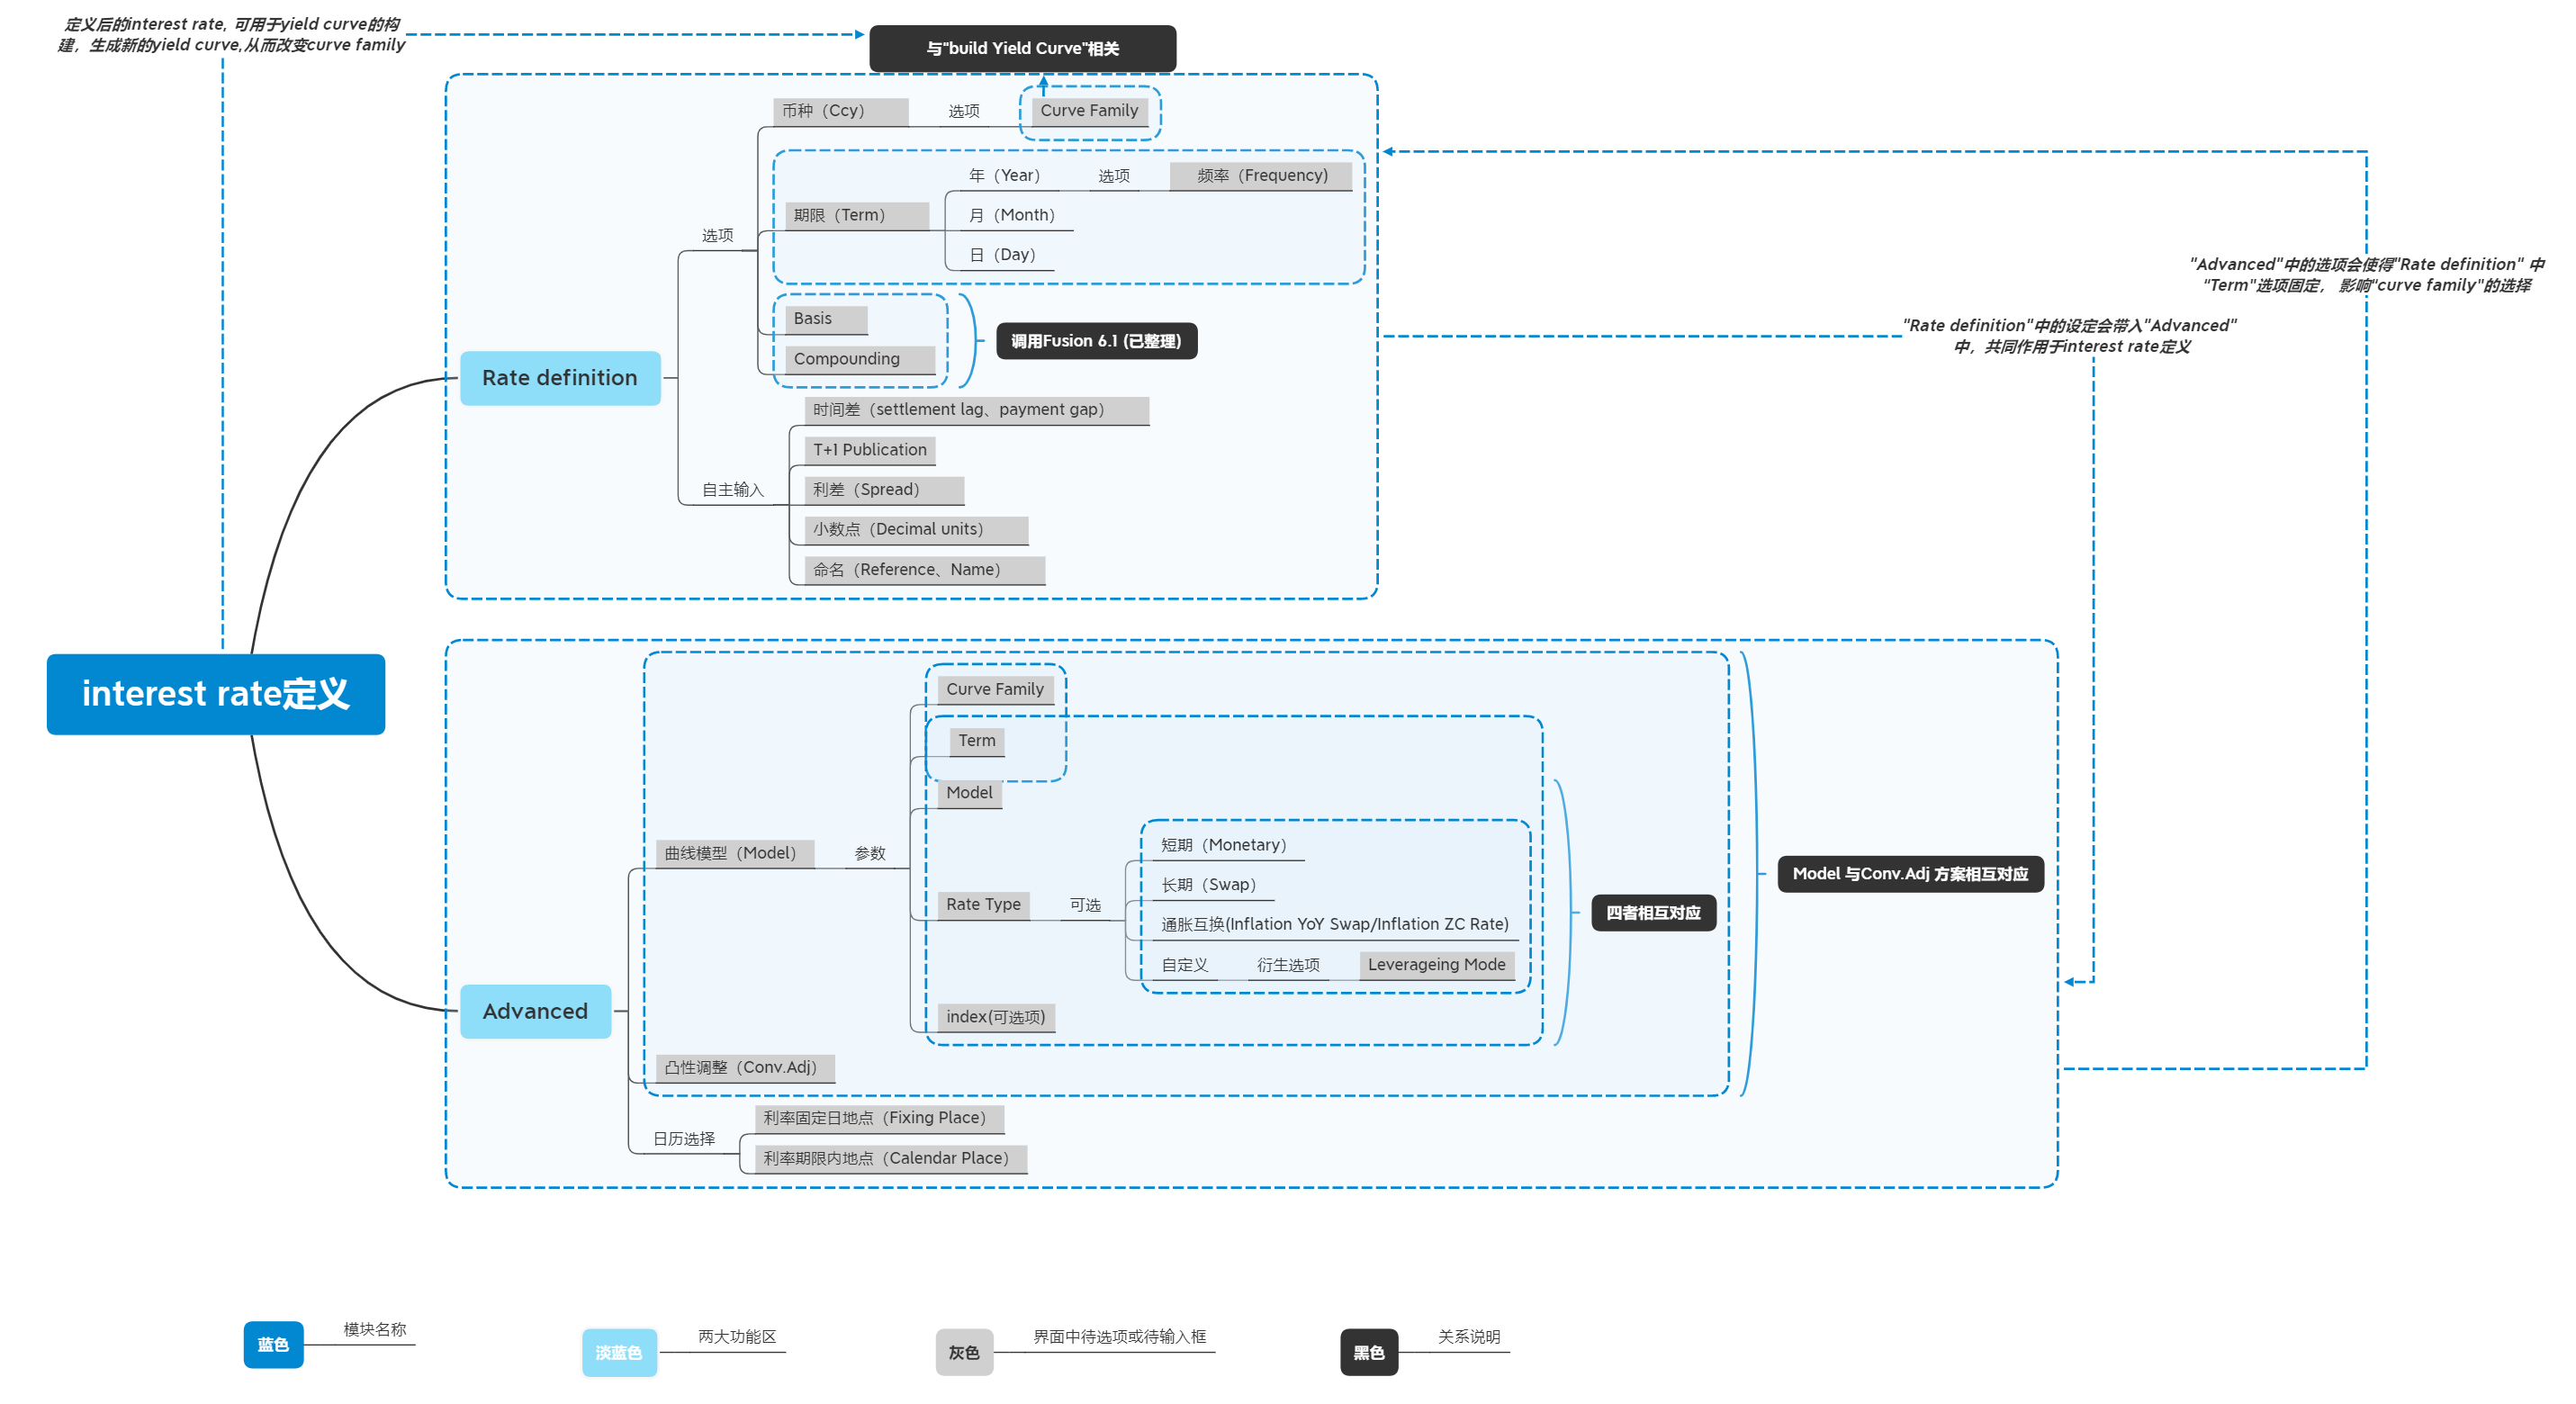 定义后的interest rate, 可用于yield curve的构
建，生成新的yield curve,从而改变curve family
与"build Yield Curve"相关
币种（Ccy）
选项
Curve Family
年（Year）
选项
频率（Frequency)
期限（Term）
月（Month）
日（Day）
选项
Basis
Compounding
调用Fusion 6.1 (已整理)
Rate definition
时间差（settlement lag、payment gap）
T+1 Publication
自主输入
利差（Spread）
小数点（Decimal units）
命名（Reference、Name）
"Advanced"中的选项会使得"Rate definition" 中
"Term"选项固定， 影响"curve family"的选择
"Rate definition"中的设定会带入"Advanced"
中，共同作用于interest rate定义
interest rate定义
Curve Family
Term
Model
曲线模型（Model）
参数
短期（Monetary）
长期（Swap）
Rate Type
可选
通胀互换(Inflation YoY Swap/Inflation ZC Rate)
自定义
衍生选项
Leverageing Mode
四者相互对应
Model 与Conv.Adj 方案相互对应
index(可选项)
Advanced
凸性调整（Conv.Adj）
日历选择
利率固定日地点（Fixing Place）
利率期限内地点（Calendar Place）
蓝色
模块名称
淡蓝色
两大功能区
灰色
界面中待选项或待输入框
黑色
关系说明